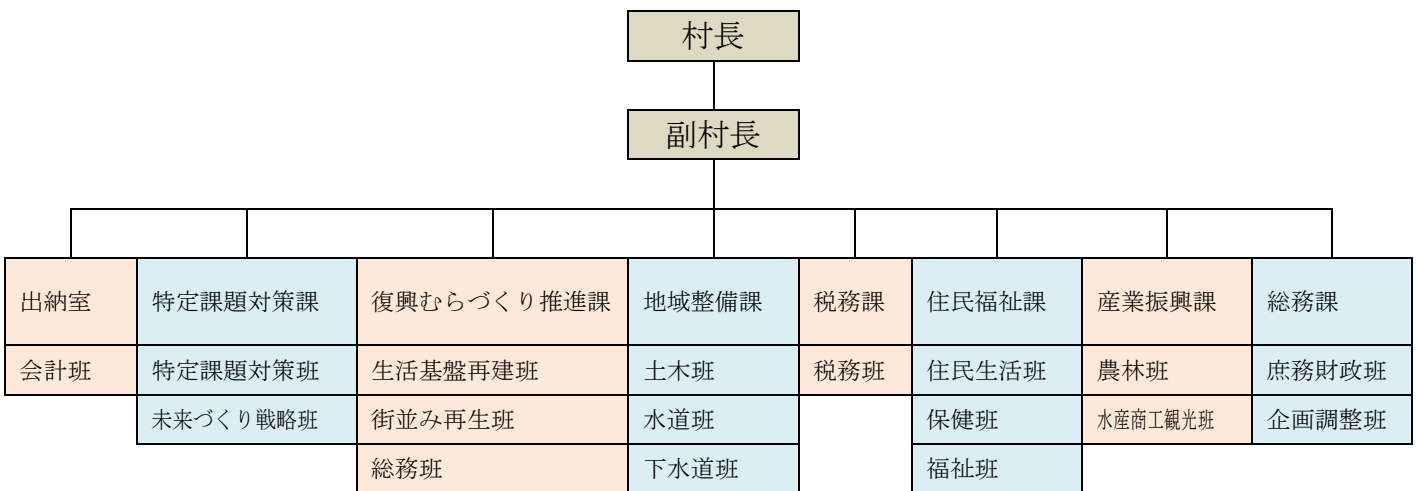 村長
副村長
出納室 特定課題対策課 復興むらづくり推進課 地域整備課 税務課 住民福祉課 産業振興課 総務課
会計班 特定課題対策班 生活基盤再建班 土木班 税務班 住民生活班 農林班 庶務財政班
未来づくり戦略班 街並み再生班 水道班 保健班 水産商工観光班 企画調整班
総務班 下水道班 福祉班